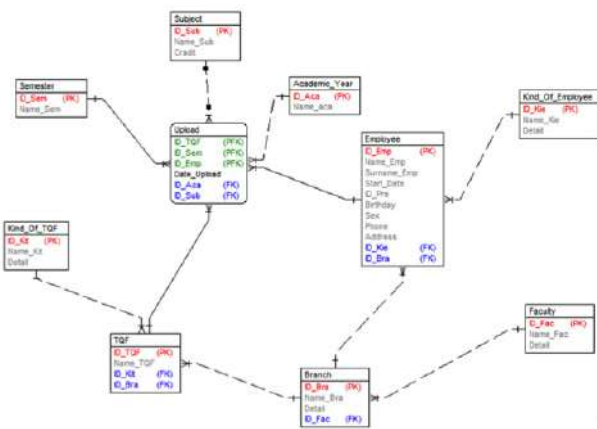 Subject
ID_Sub (PK)
Name_Sub
Credit
Semester
ID_Sem (PK)
Name_Sem
Academic_Year
ID_Aca (PK)
Name_aca
Kind_Of_Employee
ID_Kie (PK)
Name_Kie
Detail
Upload
ID_TQF (PFK)
ID_Sem (PFK)
ID_Emp (PFK)
Date_Upload
ID_Aca (FK)
ID_Sub (FK)
Employee
ID_Emp (PK)
Name_Emp
Surname_Emp
Start_Date
ID_Pre
Birthday
Sex
Phone
Address
ID_Kie (FK)
ID_Bra (FK)
Kind_Of_TQF
ID_Kit (PK)
Name_Kit
Detail
TQF
ID_TQF (PK)
Name_TQF
ID_Kit (FK)
ID_Bra (FK)
Branch
ID_Bra (PK)
Name_Bra
Detail
ID_Fac (FK)
Faculty
ID_Fac (PK)
Name_Fac
Detail